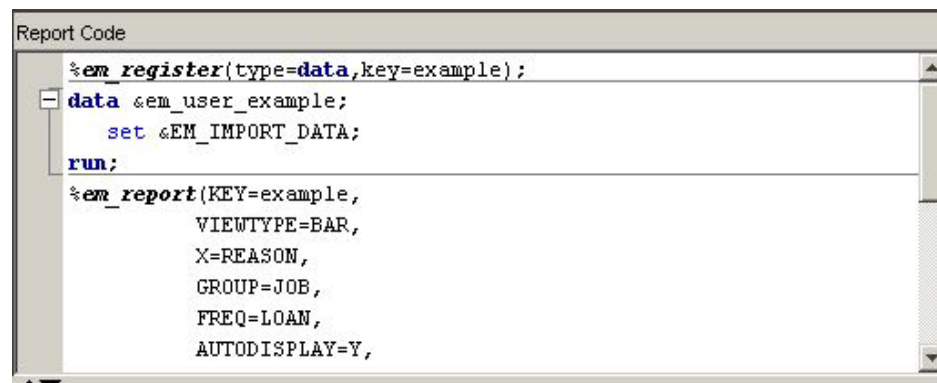 Report Code
%em_register(type=data,key=example);
data &em_user_example;
set &EM_IMPORT_DATA;
run;
%em_report(KEY=example,
VIEWTYPE=BAR,
X=REASON,
GROUP=JOB,
FREQ=LOAN,
AUTODISPLAY=Y,